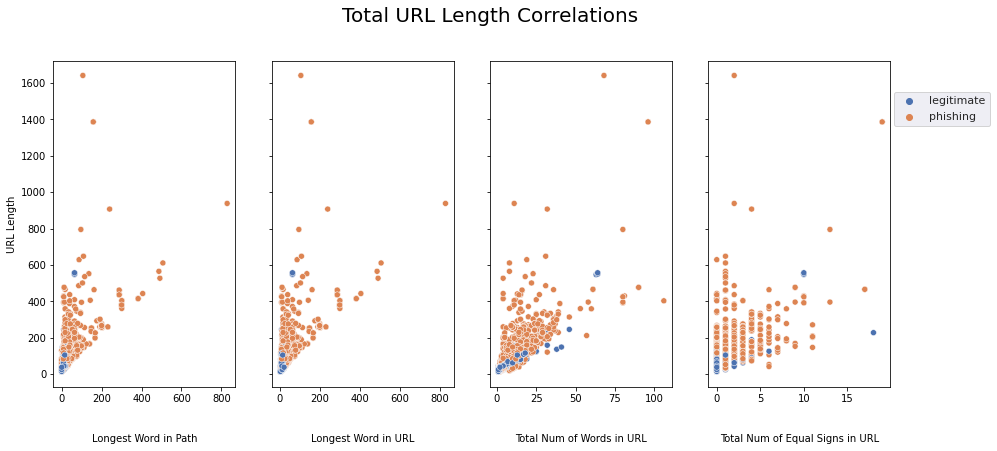 Total URL Length Correlations
legitimate
phishing
URL Length
1600
1400
1200
1000
800
600
400
200
0
0 200 400 600 800
0 200 400 600 800
0 25 50 75 100
0 5 10 15
Longest Word in Path
Longest Word in URL
Total Num of Words in URL
Total Num of Equal Signs in URL